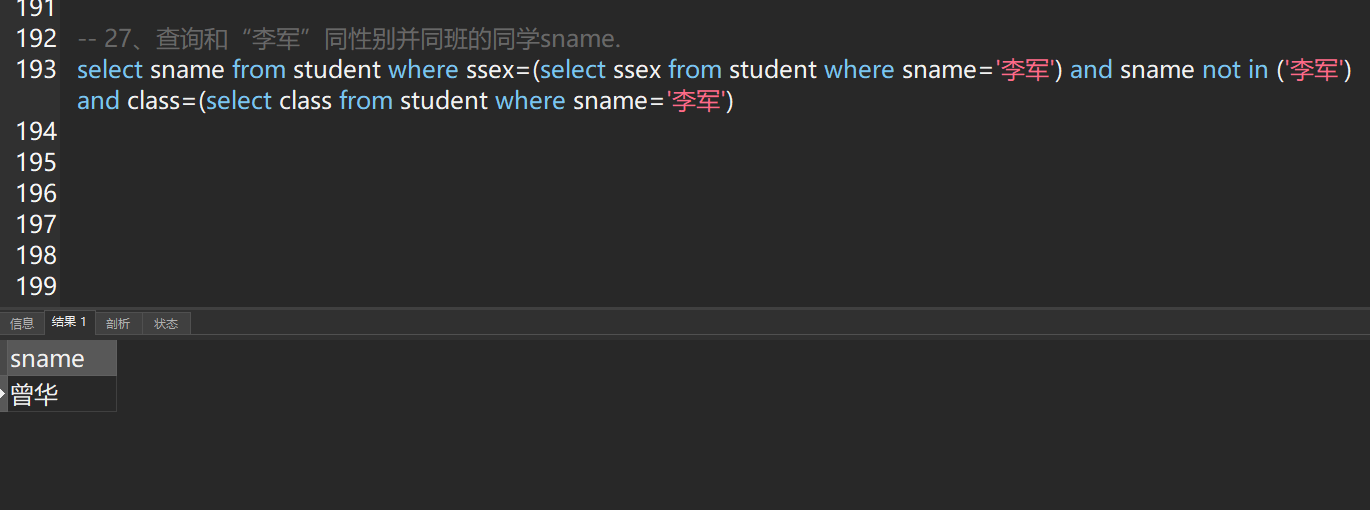 191
192 -- 27、查询和“李军”同性别并同班的同学sname.
193 select sname from student where ssex=(select ssex from student where sname='李军') and sname not in ('李军')
and class=(select class from student where sname='李军')
194
195
196
197
198
199
信息 结果 1 剖析 状态
sname
曾华